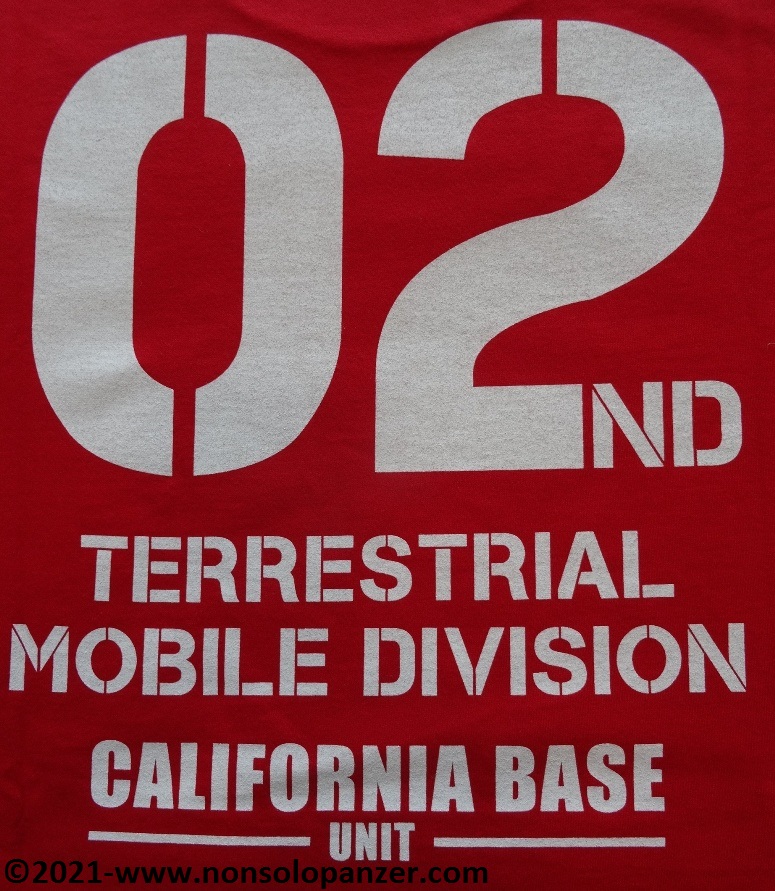 02ND
TERRESTRIAL
MOBILE DIVISION
CALIFORNIA BASE
UNIT
©2021-www.nonsolopanzer.com